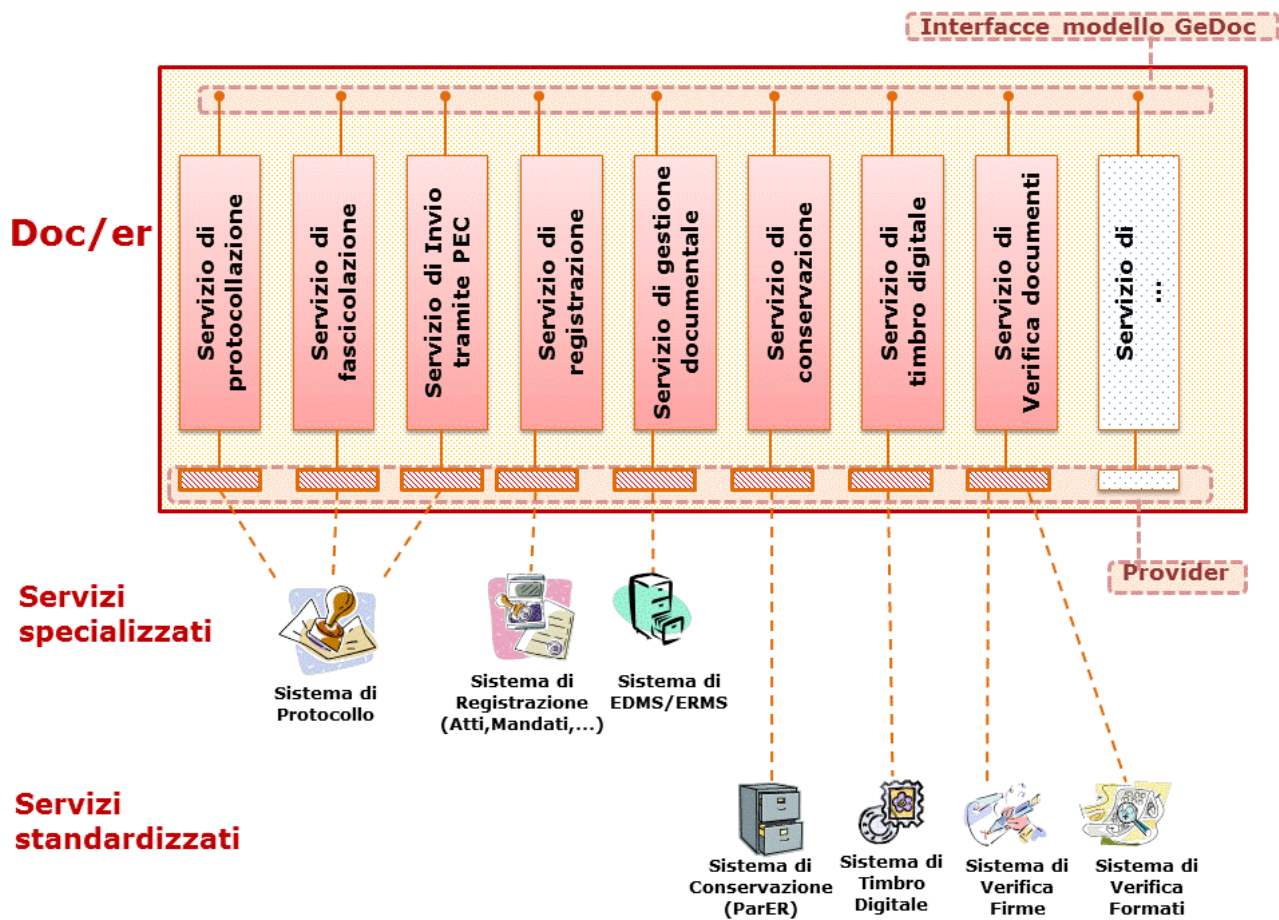 Interfacce modello GeDoc
Doc/er
Servizio di
protocollazione
Servizio di
fascicolazione
Servizio di Invio
tramite PEC
Servizio di
registrazione
Servizio di gestione
documentale
Servizio di
conservazione
Servizio di
timbro digitale
Servizio di
Verifica documenti
Servizio di
...
Provider
Servizi
specializzati
Sistema di
Protocollo
Sistema di
Registrazione
(Atti,Mandati,...)
Sistema di
EDMS/ERMS
Servizi
standardizzati
Sistema di
Conservazione
(ParER)
Sistema di
Timbro
Digitale
Sistema di
Verifica
Firme
Sistema di
Verifica
Formati